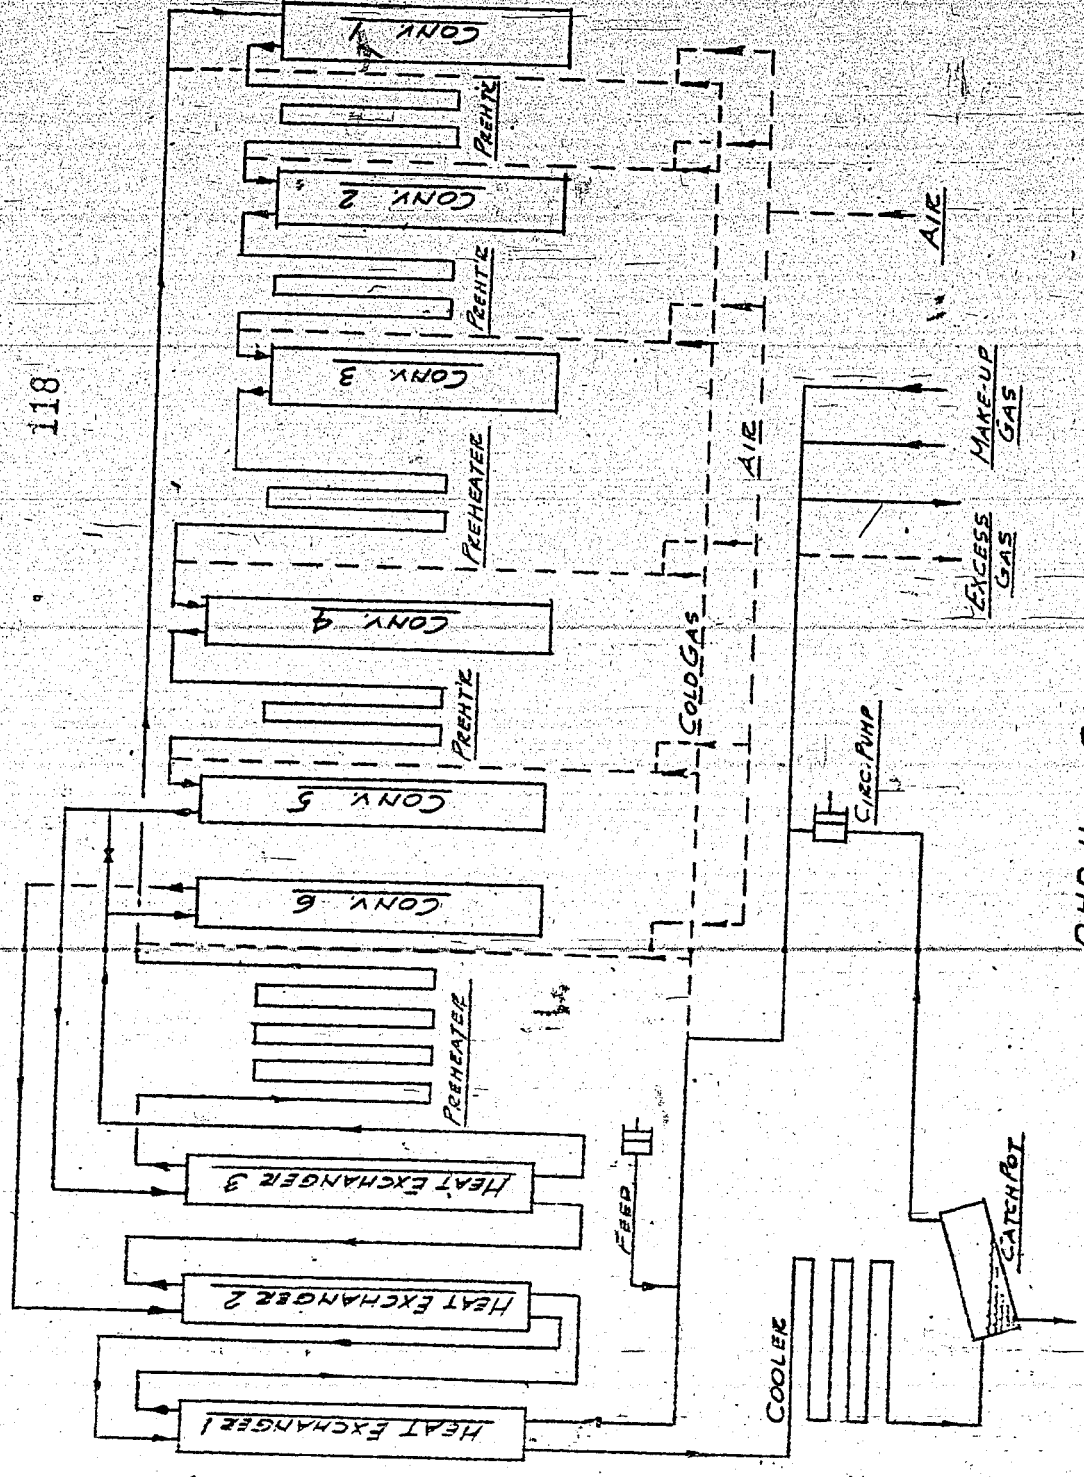 118
CONV. 1
PREHT'R
CONV. 2
PREHT'R
CONV. 3
PREHEATER
CONV. 4
PREHT'R
CONV. 5
CONV. 6
PREHEATER
HEAT EXCHANGER 3
HEAT EXCHANGER 2
HEAT EXCHANGER 1
COLD GAS
AIR
AIR
MAKE-UP
GAS
EXCESS
GAS
CIRC. PUMP
FEED
COOLER
CATCHPOT